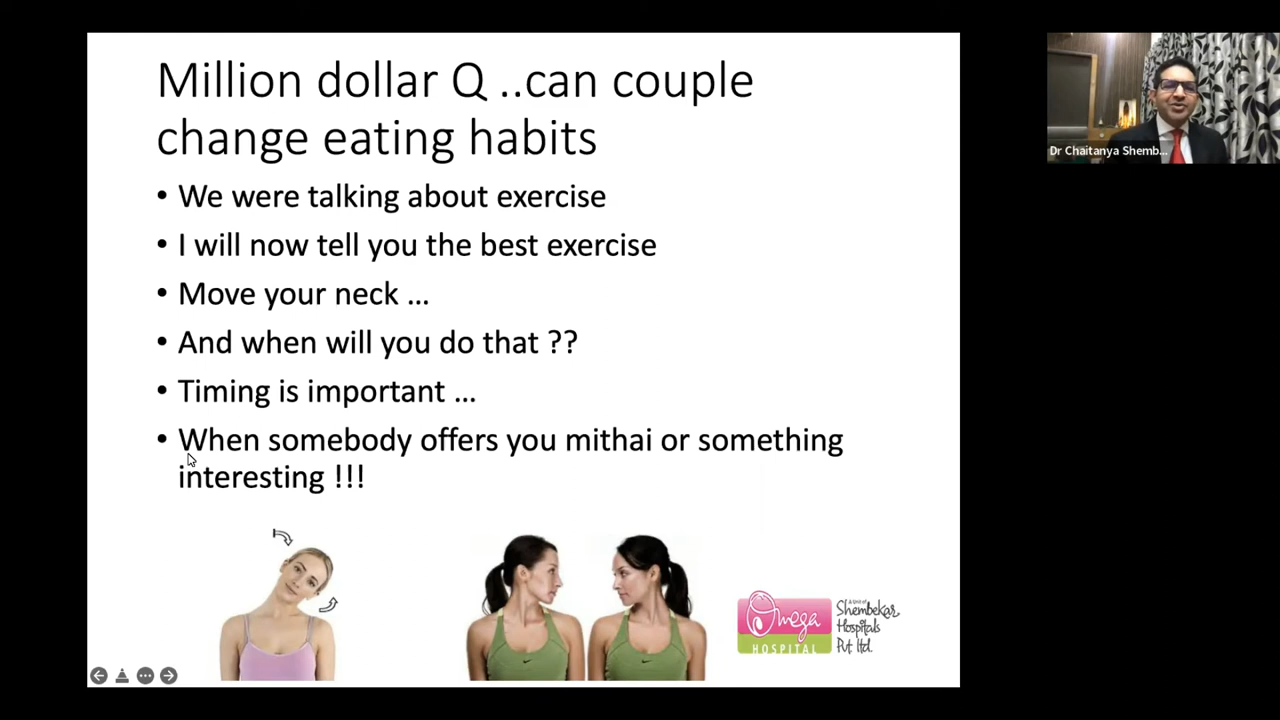 Million dollar Q ..can couple
change eating habits
• We were talking about exercise
• I will now tell you the best exercise
• Move your neck ...
• And when will you do that ??
• Timing is important ...
• When somebody offers you mithai or something
interesting !!!
Omega
HOSPITAL
A Unit of
Shembekar
Hospitals
Pvt ltd.
Dr Chaitanya Shemb...